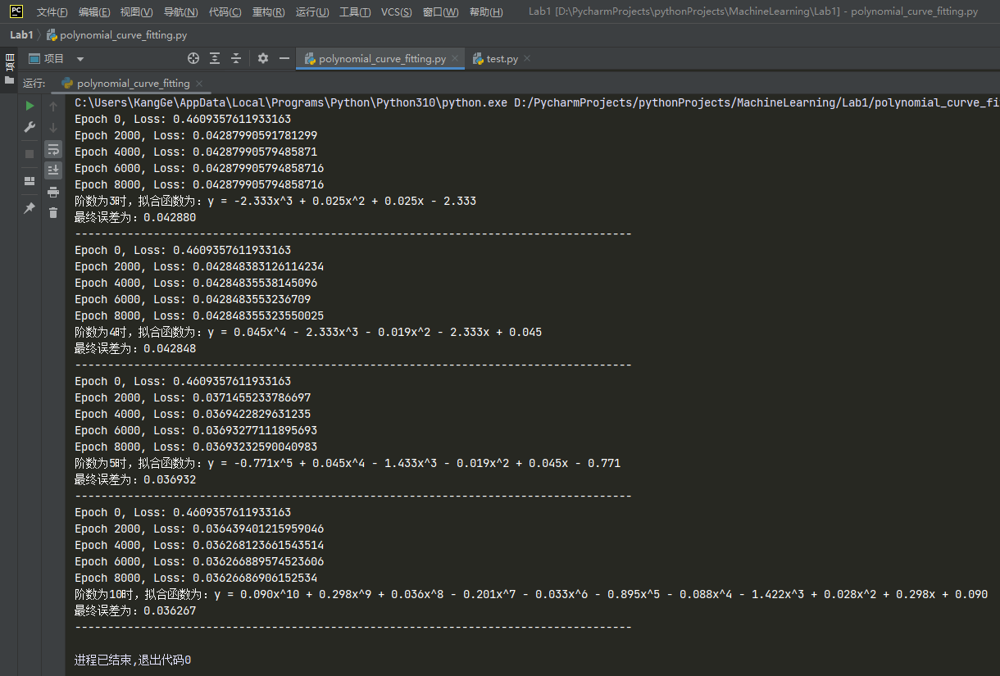 PC 文件(F) 编辑(E) 视图(V) 导航(N) 代码(C) 重构(R) 运行(U) 工具(T) VCS(S) 窗口(W) 帮助(H) Lab1 [D:\PycharmProjects\pythonProjects\MachineLearning\Lab1] - polynomial_curve_fitting.py
Lab1 polynomial_curve_fitting.py
项目 项目 polynomial_curve_fitting.py test.py
运行: polynomial_curve_fitting
C:\Users\KangGe\AppData\Local\Programs\Python\Python310\python.exe D:/PycharmProjects/pythonProjects/MachineLearning/Lab1/polynomial_curve_fi
Epoch 0, Loss: 0.4609357611933163
Epoch 2000, Loss: 0.04287990591781299
Epoch 4000, Loss: 0.04287990579485871
Epoch 6000, Loss: 0.042879905794858716
Epoch 8000, Loss: 0.042879905794858716
阶数为3时，拟合函数为：y = -2.333x^3 + 0.025x^2 + 0.025x - 2.333
最终误差为：0.042880
-------------------------------------------------------------------------------------
Epoch 0, Loss: 0.4609357611933163
Epoch 2000, Loss: 0.042848383126114234
Epoch 4000, Loss: 0.04284835538145096
Epoch 6000, Loss: 0.0428483553236709
Epoch 8000, Loss: 0.042848355323550025
阶数为4时，拟合函数为：y = 0.045x^4 - 2.333x^3 - 0.019x^2 - 2.333x + 0.045
最终误差为：0.042848
-------------------------------------------------------------------------------------
Epoch 0, Loss: 0.4609357611933163
Epoch 2000, Loss: 0.0371455233786697
Epoch 4000, Loss: 0.0369422829631235
Epoch 6000, Loss: 0.03693277111895693
Epoch 8000, Loss: 0.03693232590040983
阶数为5时，拟合函数为：y = -0.771x^5 + 0.045x^4 - 1.433x^3 - 0.019x^2 + 0.045x - 0.771
最终误差为：0.036932
-------------------------------------------------------------------------------------
Epoch 0, Loss: 0.4609357611933163
Epoch 2000, Loss: 0.036439401215959046
Epoch 4000, Loss: 0.036268123661543514
Epoch 6000, Loss: 0.036266889574523606
Epoch 8000, Loss: 0.03626686906152534
阶数为10时，拟合函数为：y = 0.090x^10 + 0.298x^9 + 0.036x^8 - 0.201x^7 - 0.033x^6 - 0.895x^5 - 0.088x^4 - 1.422x^3 + 0.028x^2 + 0.298x + 0.090
最终误差为：0.036267
-------------------------------------------------------------------------------------
进程已结束,退出代码0